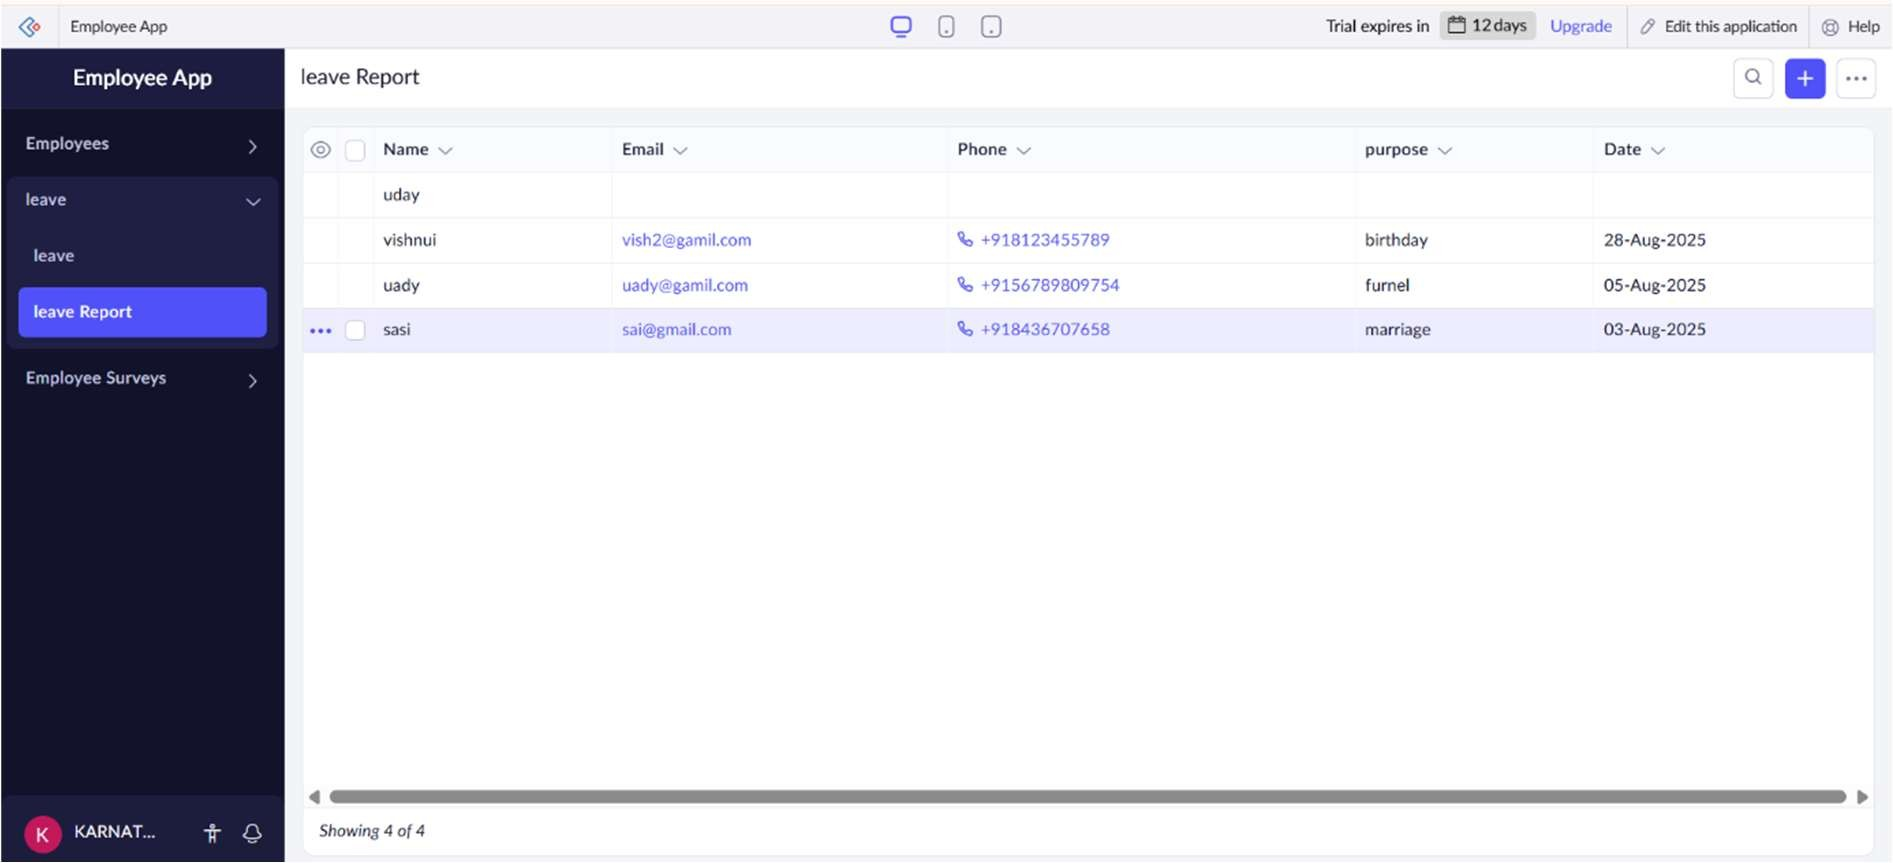 Employee App Trial expires in 12 days Upgrade Edit this application Help
Employee App
leave Report
Employees
leave
leave
leave Report
Employee Surveys
Name Email Phone purpose Date
uday
vishnui vish2@gamil.com +918123455789 birthday 28-Aug-2025
uady uady@gamil.com +9156789809754 furnel 05-Aug-2025
sasi sai@gmail.com +918436707658 marriage 03-Aug-2025
Showing 4 of 4
K KARNAT...